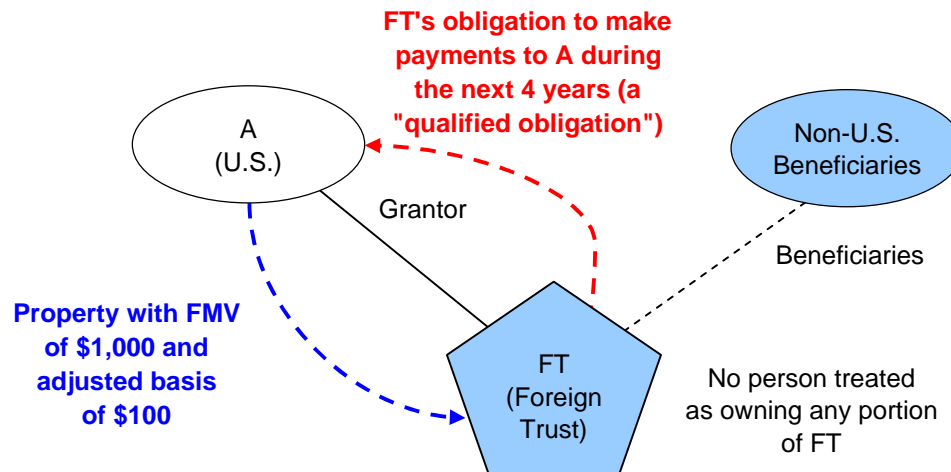 FT's obligation to make
payments to A during
the next 4 years (a
"qualified obligation")
A
(U.S.)
Non-U.S.
Beneficiaries
Grantor
Beneficiaries
Property with FMV
of $1,000 and
adjusted basis
of $100
FT
(Foreign
Trust)
No person treated
as owning any portion
of FT